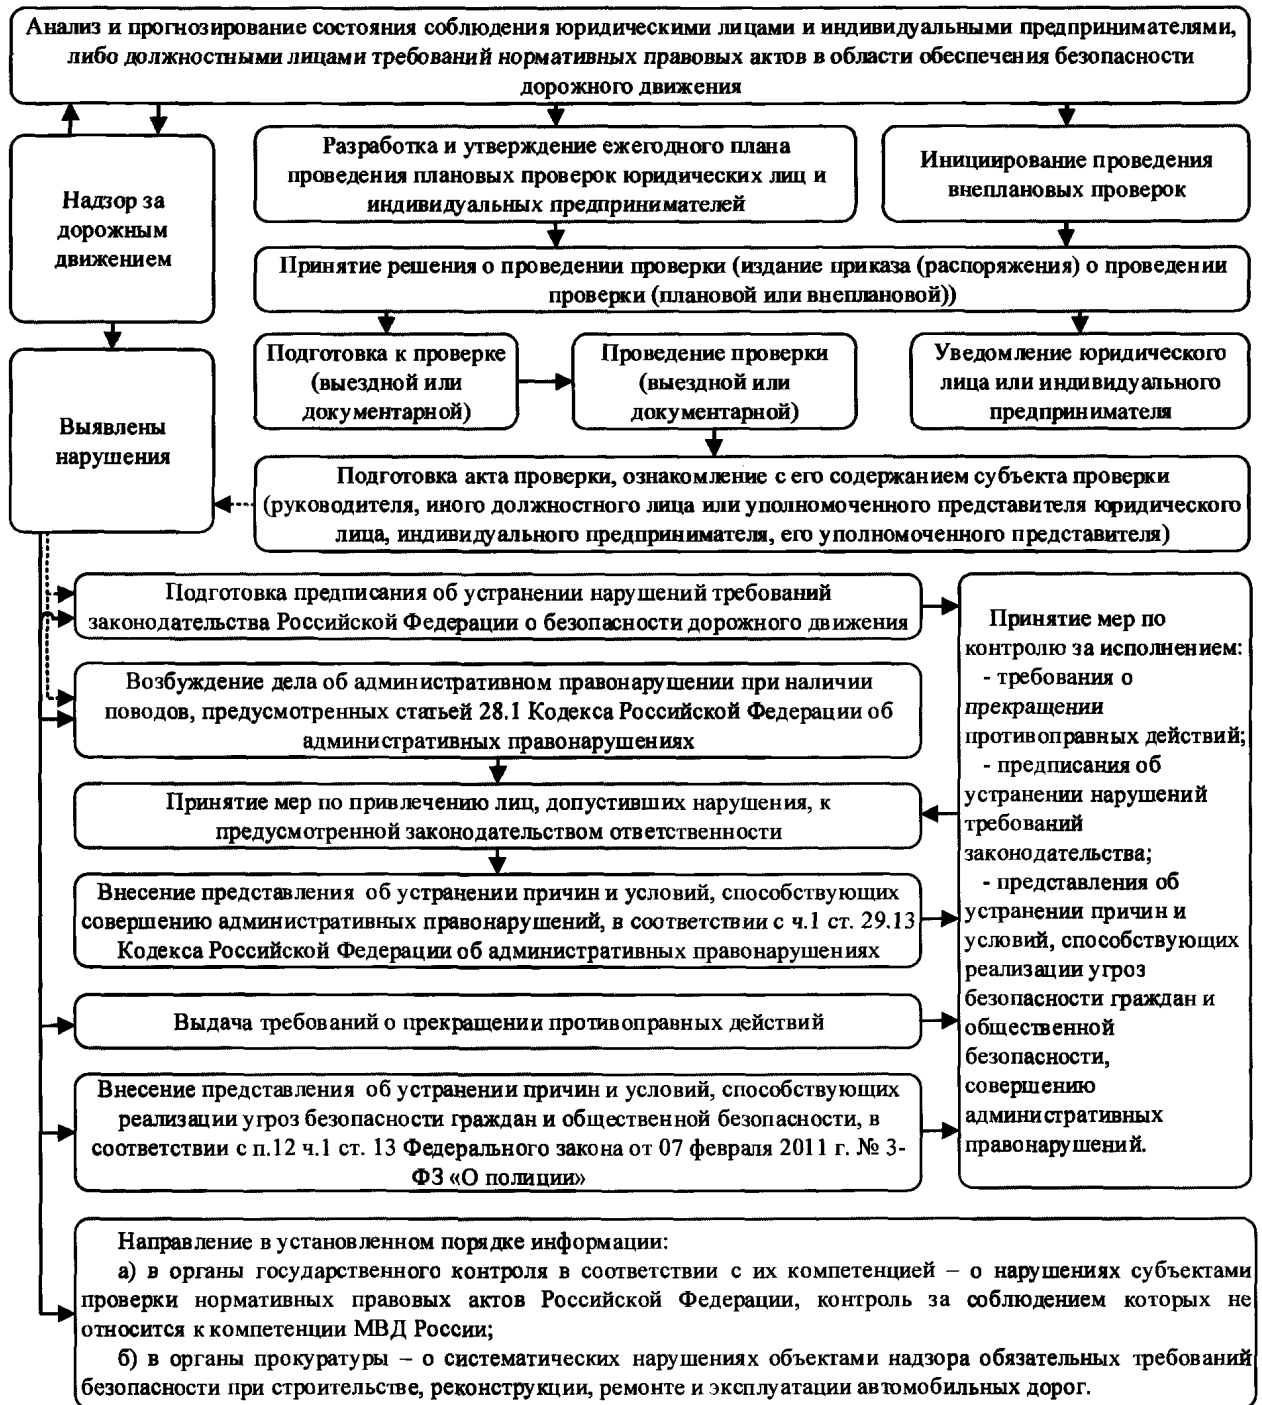 Анализ и прогнозирование состояния соблюдения юридическими лицами и индивидуальными предпринимателями,
либо должностными лицами требований нормативных правовых актов в области обеспечения безопасности
дорожного движения
Надзор за
дорожным
движением
Разработка и утверждение ежегодного плана
проведения плановых проверок юридических лиц и
индивидуальных предпринимателей
Инициирование проведения
внеплановых проверок
Принятие решения о проведении проверки (издание приказа (распоряжения) о проведении
проверки (плановой или внеплановой))
Подготовка к проверке
(выездной или
документарной)
Проведение проверки
(выездной или
документарной)
Уведомление юридического
лица или индивидуального
предпринимателя
Выявлены
нарушения
Подготовка акта проверки, ознакомление с его содержанием субъекта проверки
(руководителя, иного должностного лица или уполномоченного представителя юридического
лица, индивидуального предпринимателя, его уполномоченного представителя)
Подготовка предписания об устранении нарушений требований
законодательства Российской Федерации о безопасности дорожного движения
Возбуждение дела об административном правонарушении при наличии
поводов, предусмотренных статьей 28.1 Кодекса Российской Федерации об
административных правонарушениях
Принятие мер по привлечению лиц, допустивших нарушения, к
предусмотренной законодательством ответственности
Внесение представления об устранении причин и условий, способствующих
совершению административных правонарушений, в соответствии с ч.1 ст. 29.13
Кодекса Российской Федерации об административных правонарушениях
Выдача требований о прекращении противоправных действий
Внесение представления об устранении причин и условий, способствующих
реализации угроз безопасности граждан и общественной безопасности, в
соответствии с п.12 ч.1 ст. 13 Федерального закона от 07 февраля 2011 г. № 3-
ФЗ «О полиции»
Принятие мер по
контролю за исполнением:
- требования о
прекращении
противоправных действий;
- предписания об
устранении нарушений
требований
законодательства;
- представления об
устранении причин и
условий, способствующих
реализации угроз
безопасности граждан и
общественной
безопасности,
совершению
административных
правонарушений.
Направление в установленном порядке информации:
а) в органы государственного контроля в соответствии с их компетенцией – о нарушениях субъектами
проверки нормативных правовых актов Российской Федерации, контроль за соблюдением которых не
относится к компетенции МВД России;
б) в органы прокуратуры – о систематических нарушениях объектами надзора обязательных требований
безопасности при строительстве, реконструкции, ремонте и эксплуатации автомобильных дорог.